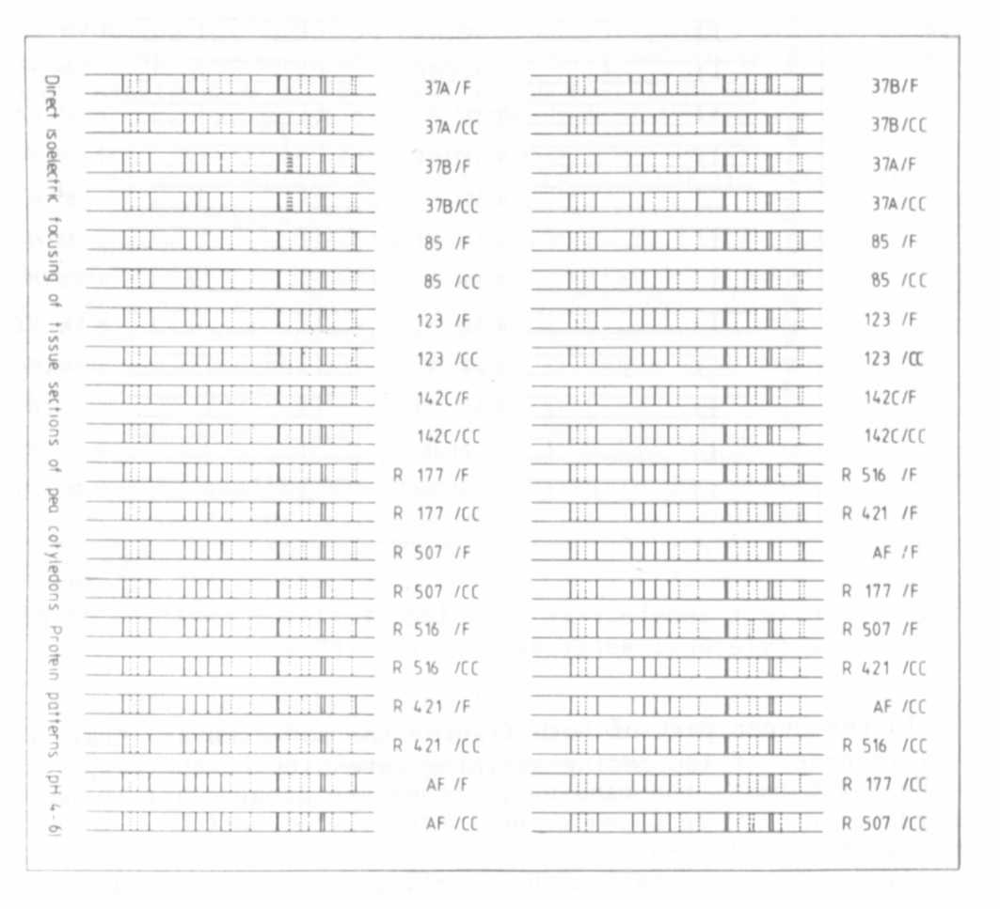 Direct isoelectric focusing of tissue sections of pea cotyledons Protein patterns (pH 4-6)
37A/F
37A/CC
37B/F
37B/CC
85 /F
85 /CC
123 /F
123 /CC
142C/F
142C/CC
R 177 /F
R 177 /CC
R 507 /F
R 507 /CC
R 516 /F
R 516 /CC
R 421 /F
R 421 /CC
AF /F
AF /CC
37B/F
37B/CC
37A/F
37A/CC
85 /F
85 /CC
123 /F
123 /CC
142C/F
142C/CC
R 516 /F
R 421 /F
AF /F
R 177 /F
R 507 /F
R 421 /CC
AF /CC
R 516 /CC
R 177 /CC
R 507 /CC